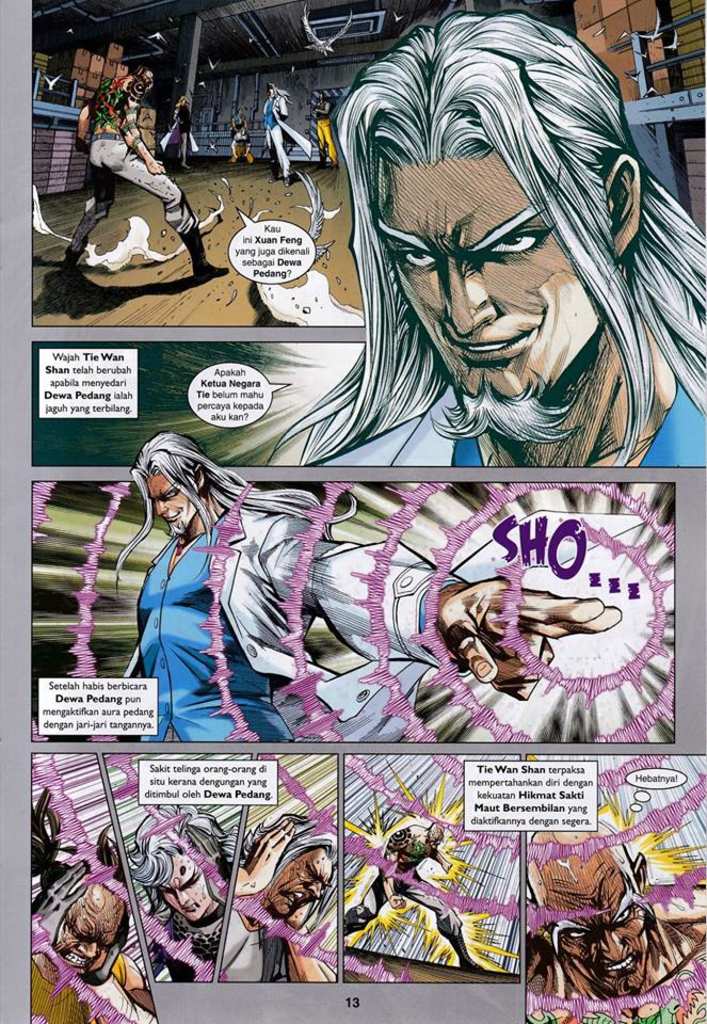 Kau
ini Xuan Feng
yang juga dikenali
sebagai Dewa
Pedang?
Wajah Tie Wan
Shan telah berubah
apabila menyedari
Dewa Pedang ialah
jaguh yang terbilang.
Apakah
Ketua Negara
Tie belum mahu
percaya kepada
aku kan?
SHO...
Setelah habis berbicara
Dewa Pedang pun
mengaktifkan aura pedang
dengan jari-jari tangannya.
Sakit telinga orang-orang di
situ kerana dengungan yang
ditimbul oleh Dewa Pedang.
Tie Wan Shan terpaksa
mempertahankan diri dengan
kekuatan Hikmat Sakti
Maut Bersembilan yang
diaktifkannya dengan segera.
Hebatnya!
13